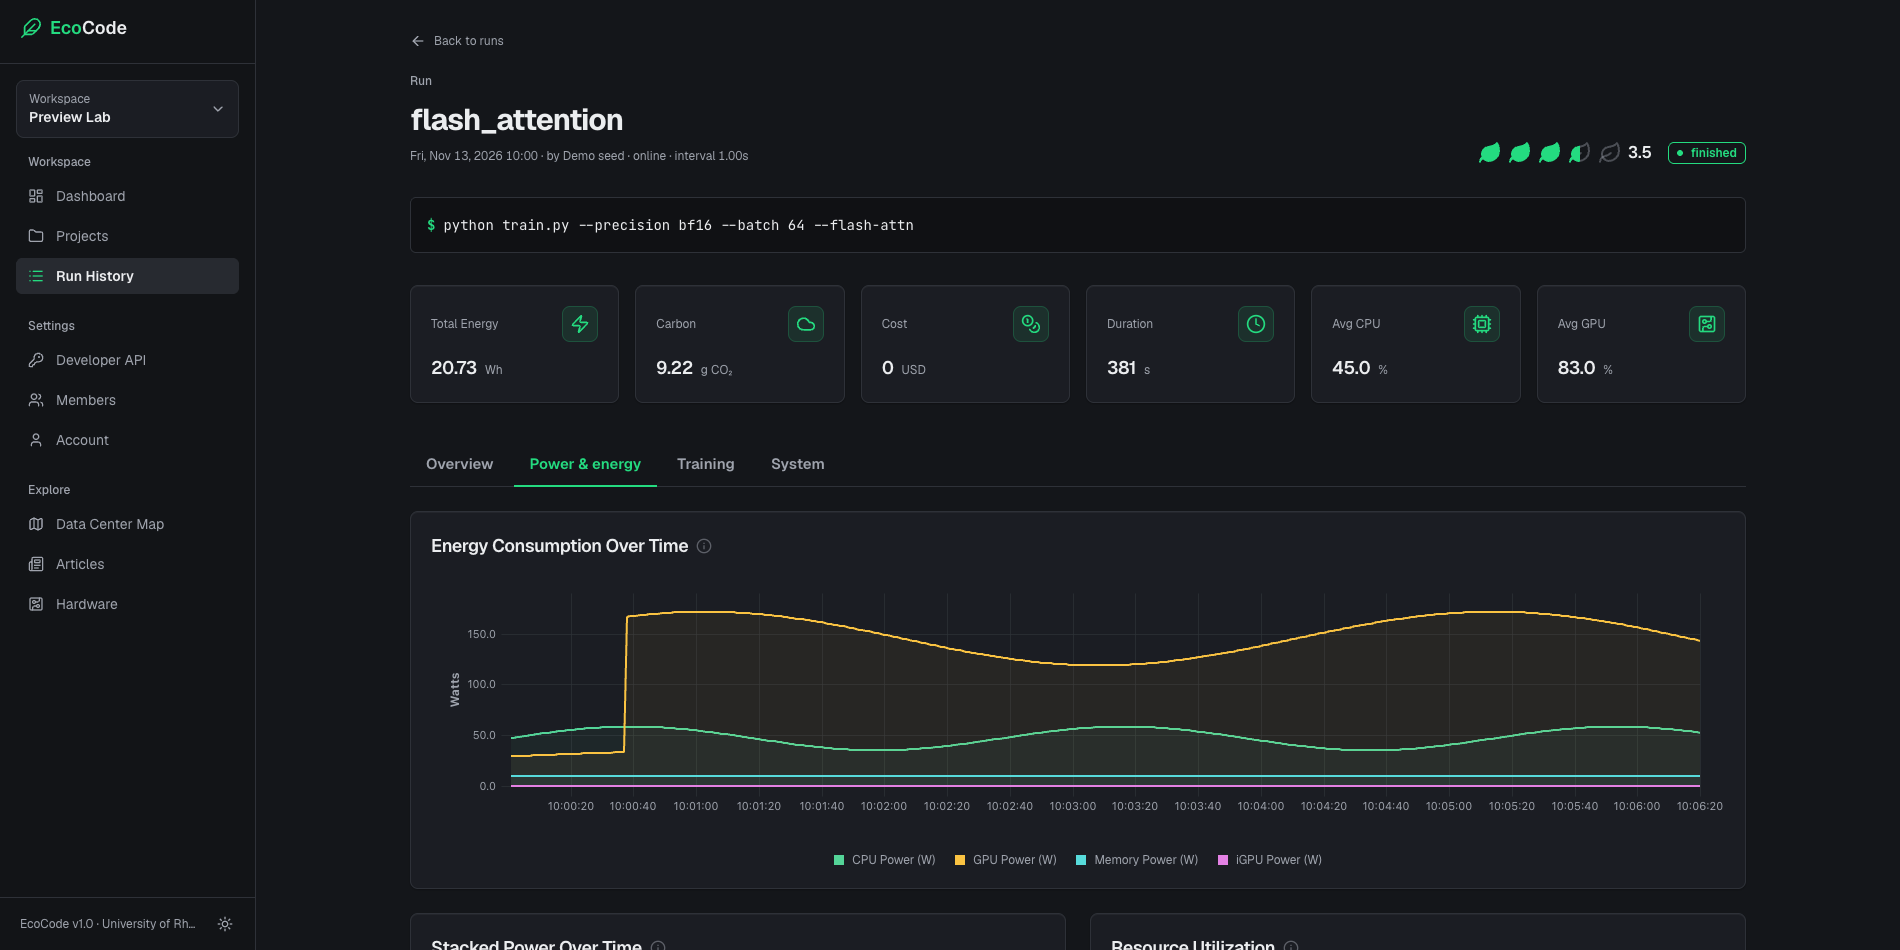 EcoCode
Workspace
Preview Lab
Workspace
Dashboard
Projects
Run History
Settings
Developer API
Members
Account
Explore
Data Center Map
Articles
Hardware
EcoCode v1.0 · University of Rh...
Back to runs
Run
flash_attention
Fri, Nov 13, 2026 10:00 · by Demo seed · online · interval 1.00s
3.5
finished
$ python train.py --precision bf16 --batch 64 --flash-attn
Total Energy
20.73 Wh
Carbon
9.22 g CO₂
Cost
0 USD
Duration
381 s
Avg CPU
45.0 %
Avg GPU
83.0 %
Overview Power & energy Training System
Energy Consumption Over Time
Watts
150.0
100.0
50.0
0.0
10:00:20 10:00:40 10:01:00 10:01:20 10:01:40 10:02:00 10:02:20 10:02:40 10:03:00 10:03:20 10:03:40 10:04:00 10:04:20 10:04:40 10:05:00 10:05:20 10:05:40 10:06:00 10:06:20
CPU Power (W) GPU Power (W) Memory Power (W) iGPU Power (W)
Stacked Power Over Time
Resource Utilization